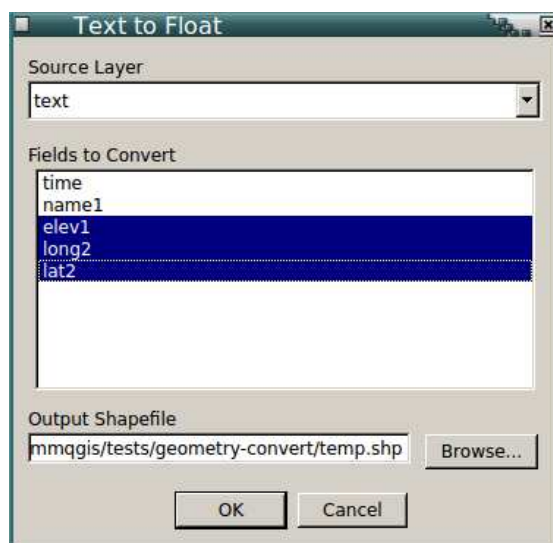 Text to Float
Source Layer
text
Fields to Convert
time
name1
elev1
long2
lat2
Output Shapefile
mmqgis/tests/geometry-convert/temp.shp
Browse...
OK
Cancel